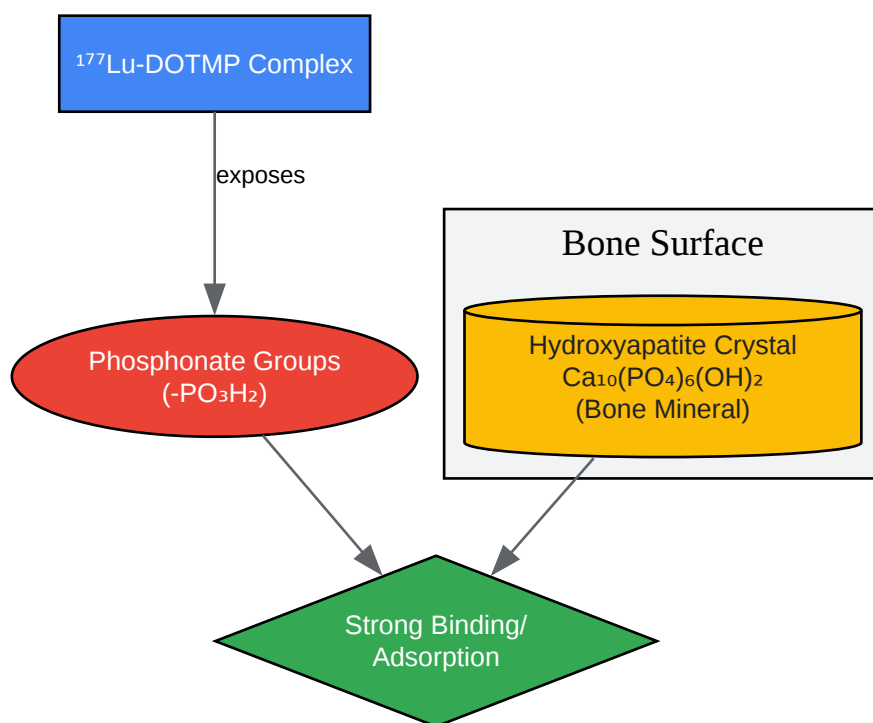 ¹⁷⁷Lu-DOTMP Complex
exposes
Bone Surface
Phosphonate Groups
(-PO₃H₂)
Hydroxyapatite Crystal
Ca₁₀(PO₄)₆(OH)₂
(Bone Mineral)
Strong Binding/
Adsorption